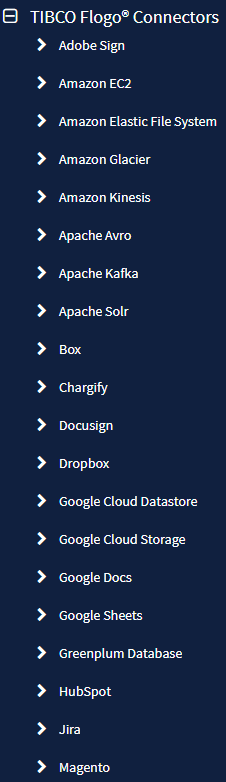 TIBCO Flogo® Connectors
Adobe Sign
Amazon EC2
Amazon Elastic File System
Amazon Glacier
Amazon Kinesis
Apache Avro
Apache Kafka
Apache Solr
Box
Chargify
Docusign
Dropbox
Google Cloud Datastore
Google Cloud Storage
Google Docs
Google Sheets
Greenplum Database
HubSpot
Jira
Magento